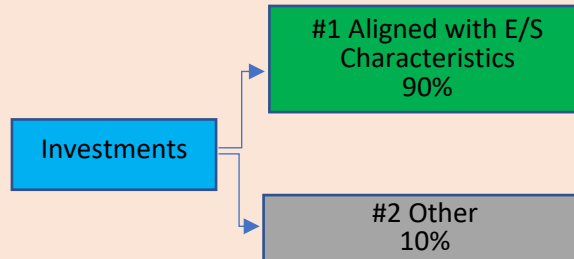 #1 Aligned with E/S
Characteristics
90%
Investments
#2 Other
10%